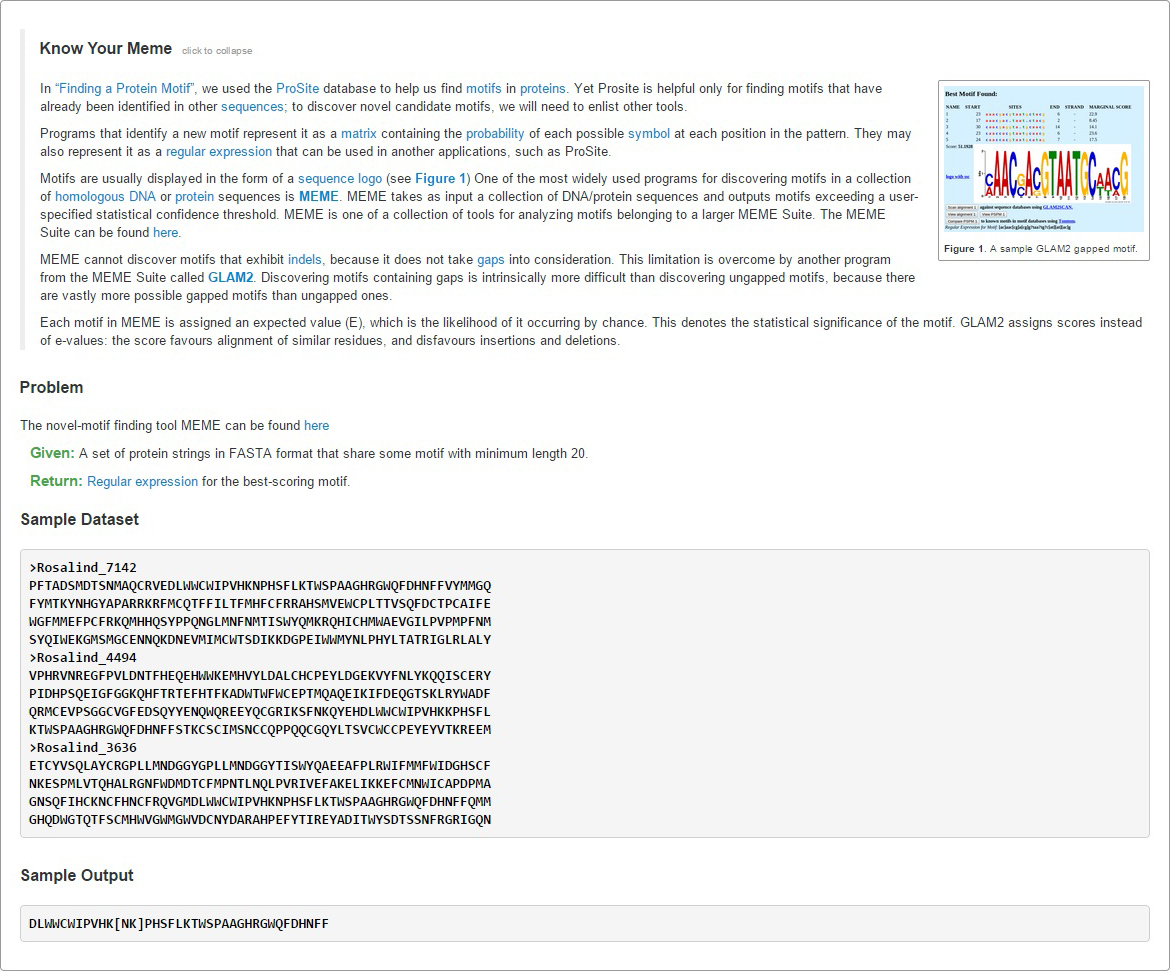 Know Your Meme click to collapse
In “Finding a Protein Motif”, we used the ProSite database to help us find motifs in proteins. Yet Prosite is helpful only for finding motifs that have
already been identified in other sequences; to discover novel candidate motifs, we will need to enlist other tools.
Programs that identify a new motif represent it as a matrix containing the probability of each possible symbol at each position in the pattern. They may
also represent it as a regular expression that can be used in another applications, such as ProSite.
Motifs are usually displayed in the form of a sequence logo (see Figure 1) One of the most widely used programs for discovering motifs in a collection
of homologous DNA or protein sequences is MEME. MEME takes as input a collection of DNA/protein sequences and outputs motifs exceeding a user-
specified statistical confidence threshold. MEME is one of a collection of tools for analyzing motifs belonging to a larger MEME Suite. The MEME
Suite can be found here.
MEME cannot discover motifs that exhibit indels, because it does not take gaps into consideration. This limitation is overcome by another program
from the MEME Suite called GLAM2. Discovering motifs containing gaps is intrinsically more difficult than discovering ungapped motifs, because there
are vastly more possible gapped motifs than ungapped ones.
Each motif in MEME is assigned an expected value (E), which is the likelihood of it occurring by chance. This denotes the statistical significance of the motif. GLAM2 assigns scores instead
of e-values: the score favours alignment of similar residues, and disfavours insertions and deletions.
Best Motif Found:
NAME START SITES END STRAND MARGINAL SCORE
Figure 1. A sample GLAM2 gapped motif.
Problem
The novel-motif finding tool MEME can be found here
Given: A set of protein strings in FASTA format that share some motif with minimum length 20.
Return: Regular expression for the best-scoring motif.
Sample Dataset
>Rosalind_7142
PFTADSMDTSNMAQCRVEDLWWCWIPVHKNPHSFLKTWSPAAGHRGWQFDHNFFVYMMGQ
FYMTKYNHGYAPARRKRFMCQTFFILTFMHFCFRRAHSMVEWCPLTTVSQFDCTPCAIFE
WGFMMEFPCFRKQMHHQSYPPQNGLMNFNMTISWYQMKRQHICHMWAEVGILPVPMPFNM
SYQIWEKGMSMGCENNQKDNEVMIMCWTSDIKKDGPEIWWMYNLPHYLTATRIGLRLALY
>Rosalind_4494
VPHRVNREGFPVLDNTFHEQEHWWKEMHVYLDALCHCPEYLDGEKVYFNLYKQQISCERY
PIDHPSQEIGFGGKQHFTRTEFHTFKADWTWFWCEPTMQAQEIKIFDEQGTSKLRYWADF
QRMCEVPSGGCVGFEDSQYYENQWQREEYQCGRIKSFNKQYEHDLWWCWIPVHKKPHSFL
KTWSPAAGHRGWQFDHNFFSTKCSCIMSNCCQPPQQCGQYLTSVCWCCPEYEYVTKREEM
>Rosalind_3636
ETCYVSQLAYCRGPLLMNDGGYGPLLMNDGGYTISWYQAEEAFPLRWIFMMFWIDGHSCF
NKESPMLVTQHALRGNFWDMDTCFMPNTLNQLPVRIVEFAKELIKKEFCMNWICAPDPMA
GNSQFIHCKNCFHNCFRQVGMDLWWCWIPVHKNPHSFLKTWSPAAGHRGWQFDHNFFQMM
GHQDWGTQTFSCMHWVGWMGWVDCNYDARAHPEFYTIREYADITWYSDTSSNFRGRIGQN
Sample Output
DLWWCWIPVHK[NK]PHSFLKTWSPAAGHRGWQFDHNFF